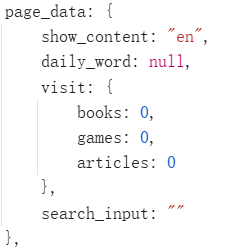 page_data: {
    show_content: "en",
    daily_word: null,
    visit: {
        books: 0,
        games: 0,
        articles: 0
    },
    search_input: ""
},